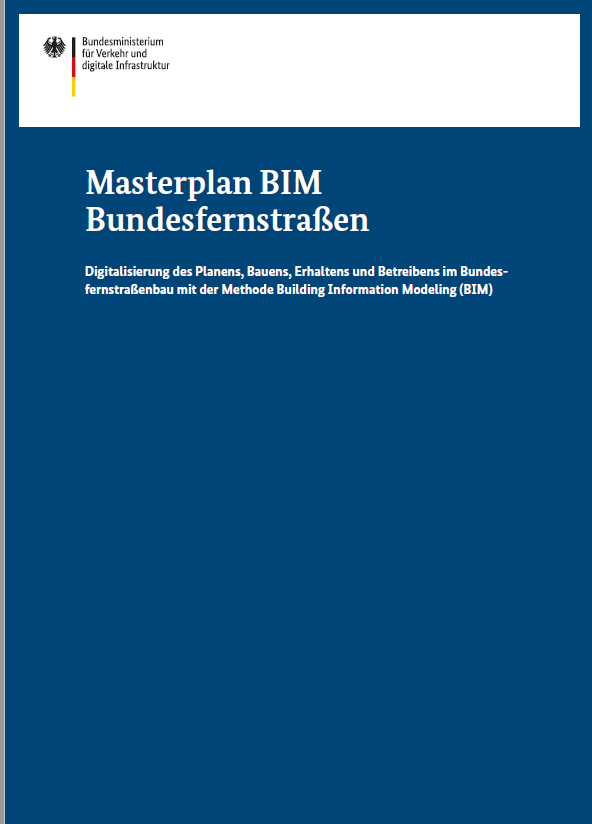 Bundesministerium
für Verkehr und
digitale Infrastruktur
Masterplan BIM
Bundesfernstraßen
Digitalisierung des Planens, Bauens, Erhaltens und Betreibens im Bundes-
fernstraßenbau mit der Methode Building Information Modeling (BIM)